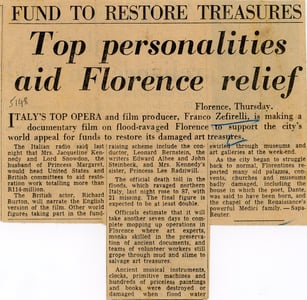 FUND TO RESTORE TREASURES
Top personalities
aid Florence relief
5148
Florence, Thursday.
ITALY'S TOP OPERA and film producer, Franco Zefirelli, is making a
documentary film on flood-ravaged Florence to support the city's
world appeal for funds to restore its damaged art treasures.
The Italian radio said last
night that Mrs. Jacqueline Ken-
nedy and Lord Snowdon, the
husband of Princess Margaret,
would head United States and
British committees to aid resto-
ration work totalling more than
R114-million.
The British actor, Richard
Burton, will narrate the English
version of the film. Other world
figures, taking part in the fund
raising scheme include the con-
ductor, Leonard Bernstein, the
writers Edward Albee and John
Steinbeck, and Mrs. Kennedy's
sister, Princess Lee Radziwill.
The official death toll in the
floods, which ravaged northern
Italy, last night rose to 87, with
21 missing. The final figure is
expected to be at least double.
Officials estimate that it will
take another seven days to com-
plete mopping up operations in
Florence where art experts,
monks skilled in the preserva-
tion of ancient documents, and
teams of volunteer workers still
grope through mud and slime to
salvage art treasures.
Ancient musical instruments,
clocks, primitive machines and
hundreds of priceless paintings
and books were destroyed or
damaged when flood water
swirled through museums and
art galleries at the week-end.
As the city began to struggle
back to normal, Florentines re-
ported many old palazzos, con-
vents, churches and museums
badly damaged, including the
house in which the poet, Dante,
was said to have been born, and
the chapel of the Renaissance's
powerful Medici family. — Sapa-
Reuter.